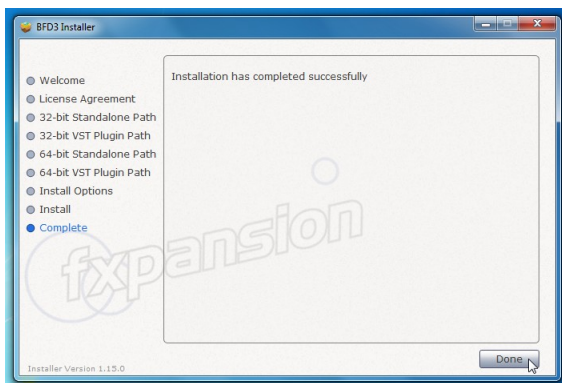 BFD3 Installer
Installation has completed successfully
Welcome
License Agreement
32-bit Standalone Path
32-bit VST Plugin Path
64-bit Standalone Path
64-bit VST Plugin Path
Install Options
Install
Complete
fxpansion
Done
Installer Version 1.15.0